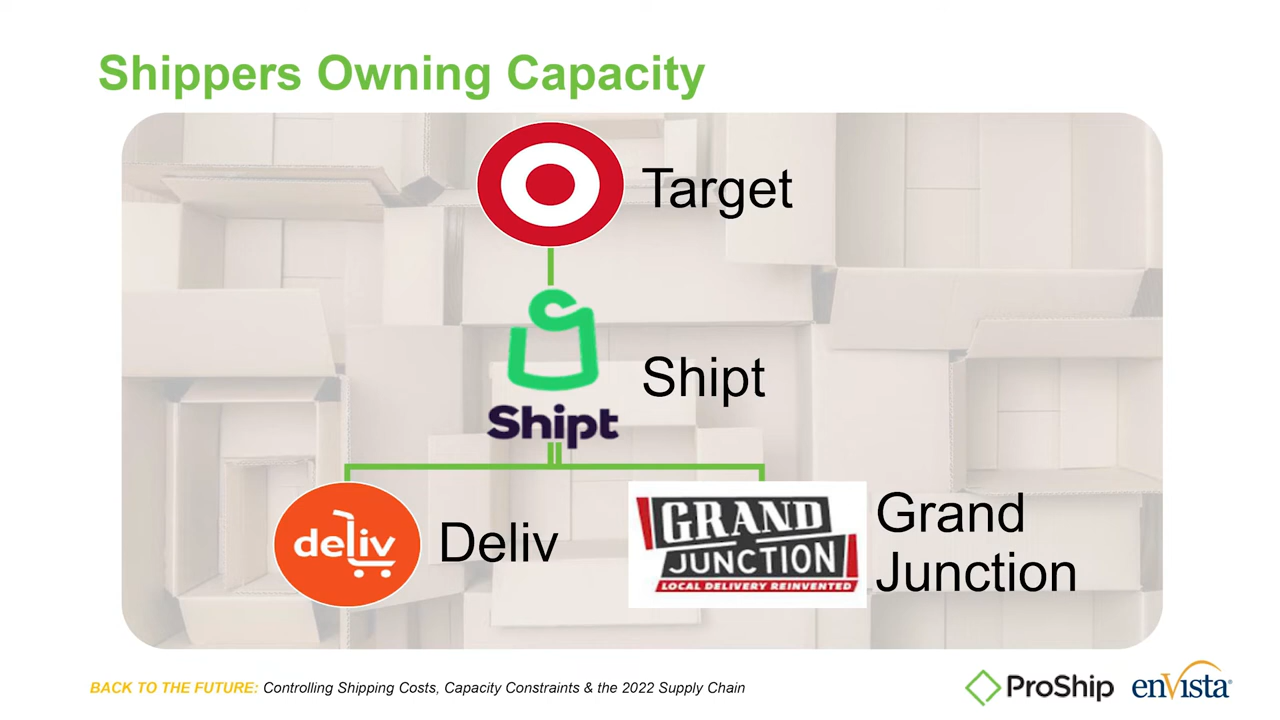 Shippers Owning Capacity
Target
Shipt
Shipt
deliv
Deliv
GRAND
JUNCTION
LOCAL DELIVERY REINVENTED
Grand
Junction
BACK TO THE FUTURE: Controlling Shipping Costs, Capacity Constraints & the 2022 Supply Chain
ProShip
enVista®